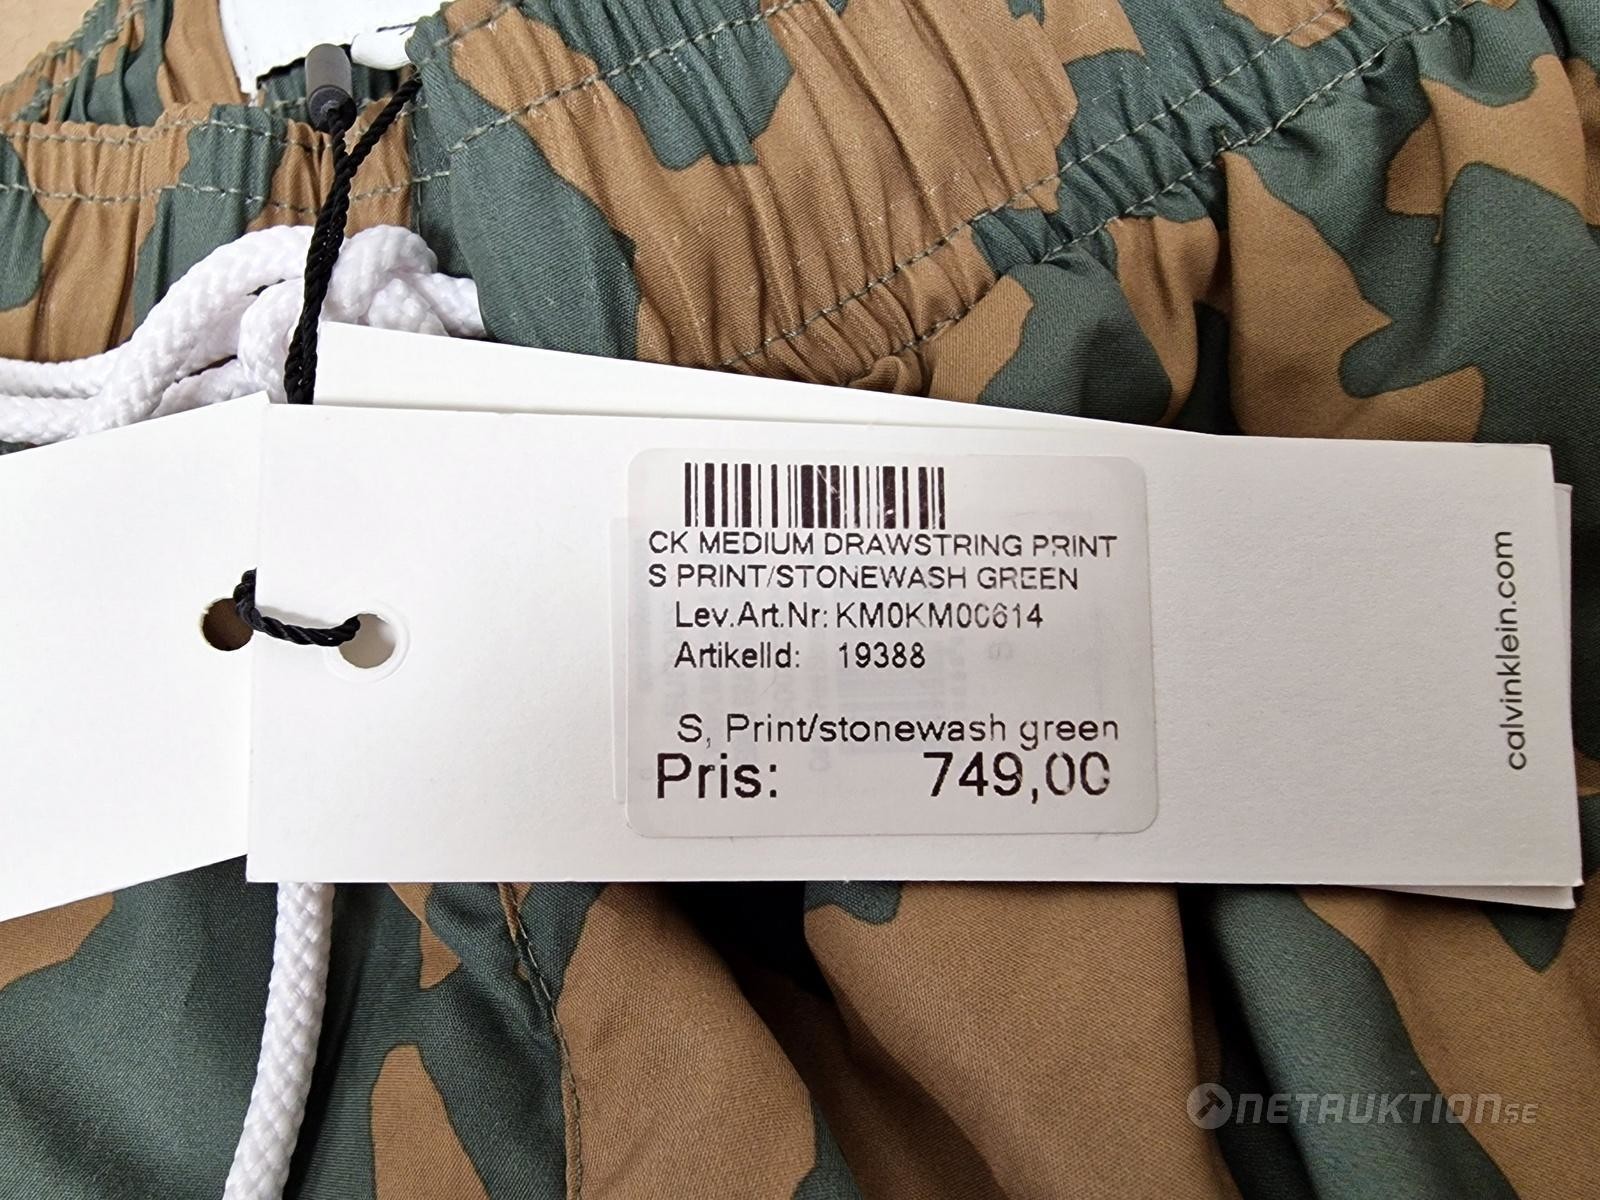 CK MEDIUM DRAWSTRING PRINT
S PRINT/STONEWASH GREEN
Lev.Art.Nr: KM0KM00614
ArtikelId: 19388
S, Print/stonewash green
Pris: 749,00
calvinklein.com
NETAUKTION.SE